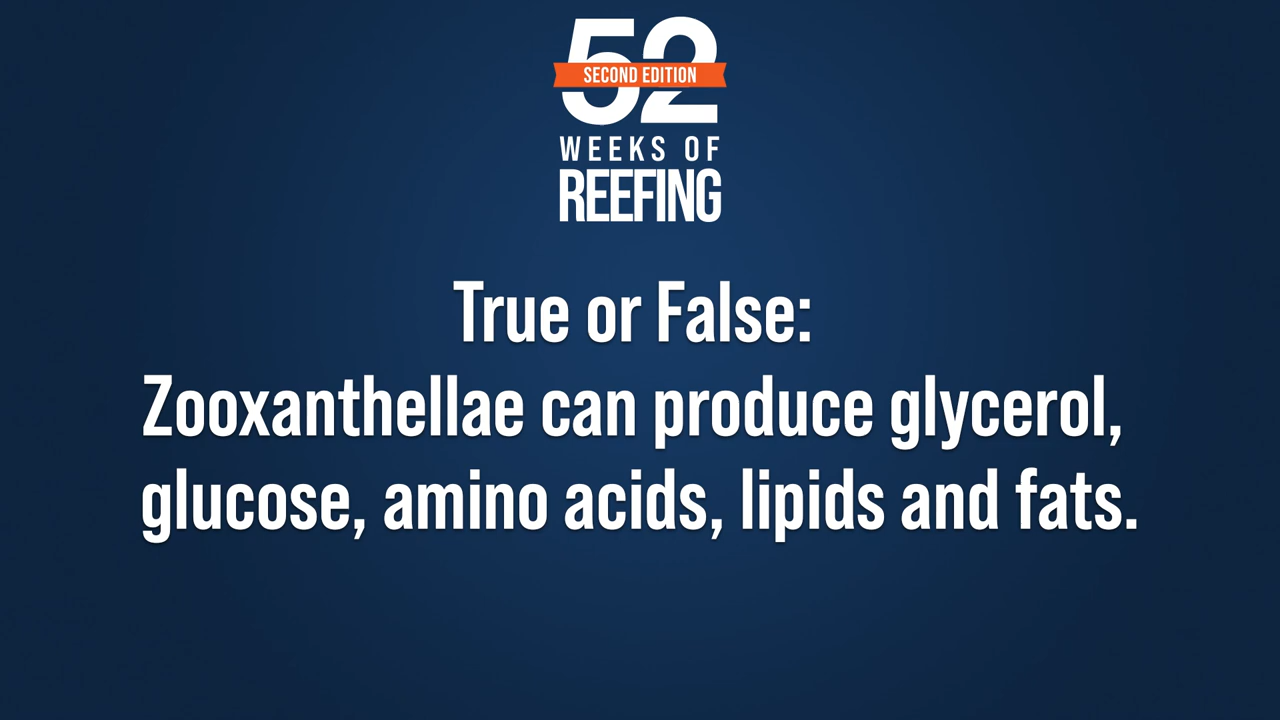 52
SECOND EDITION
WEEKS OF
REEFING
True or False:
Zooxanthellae can produce glycerol,
glucose, amino acids, lipids and fats.